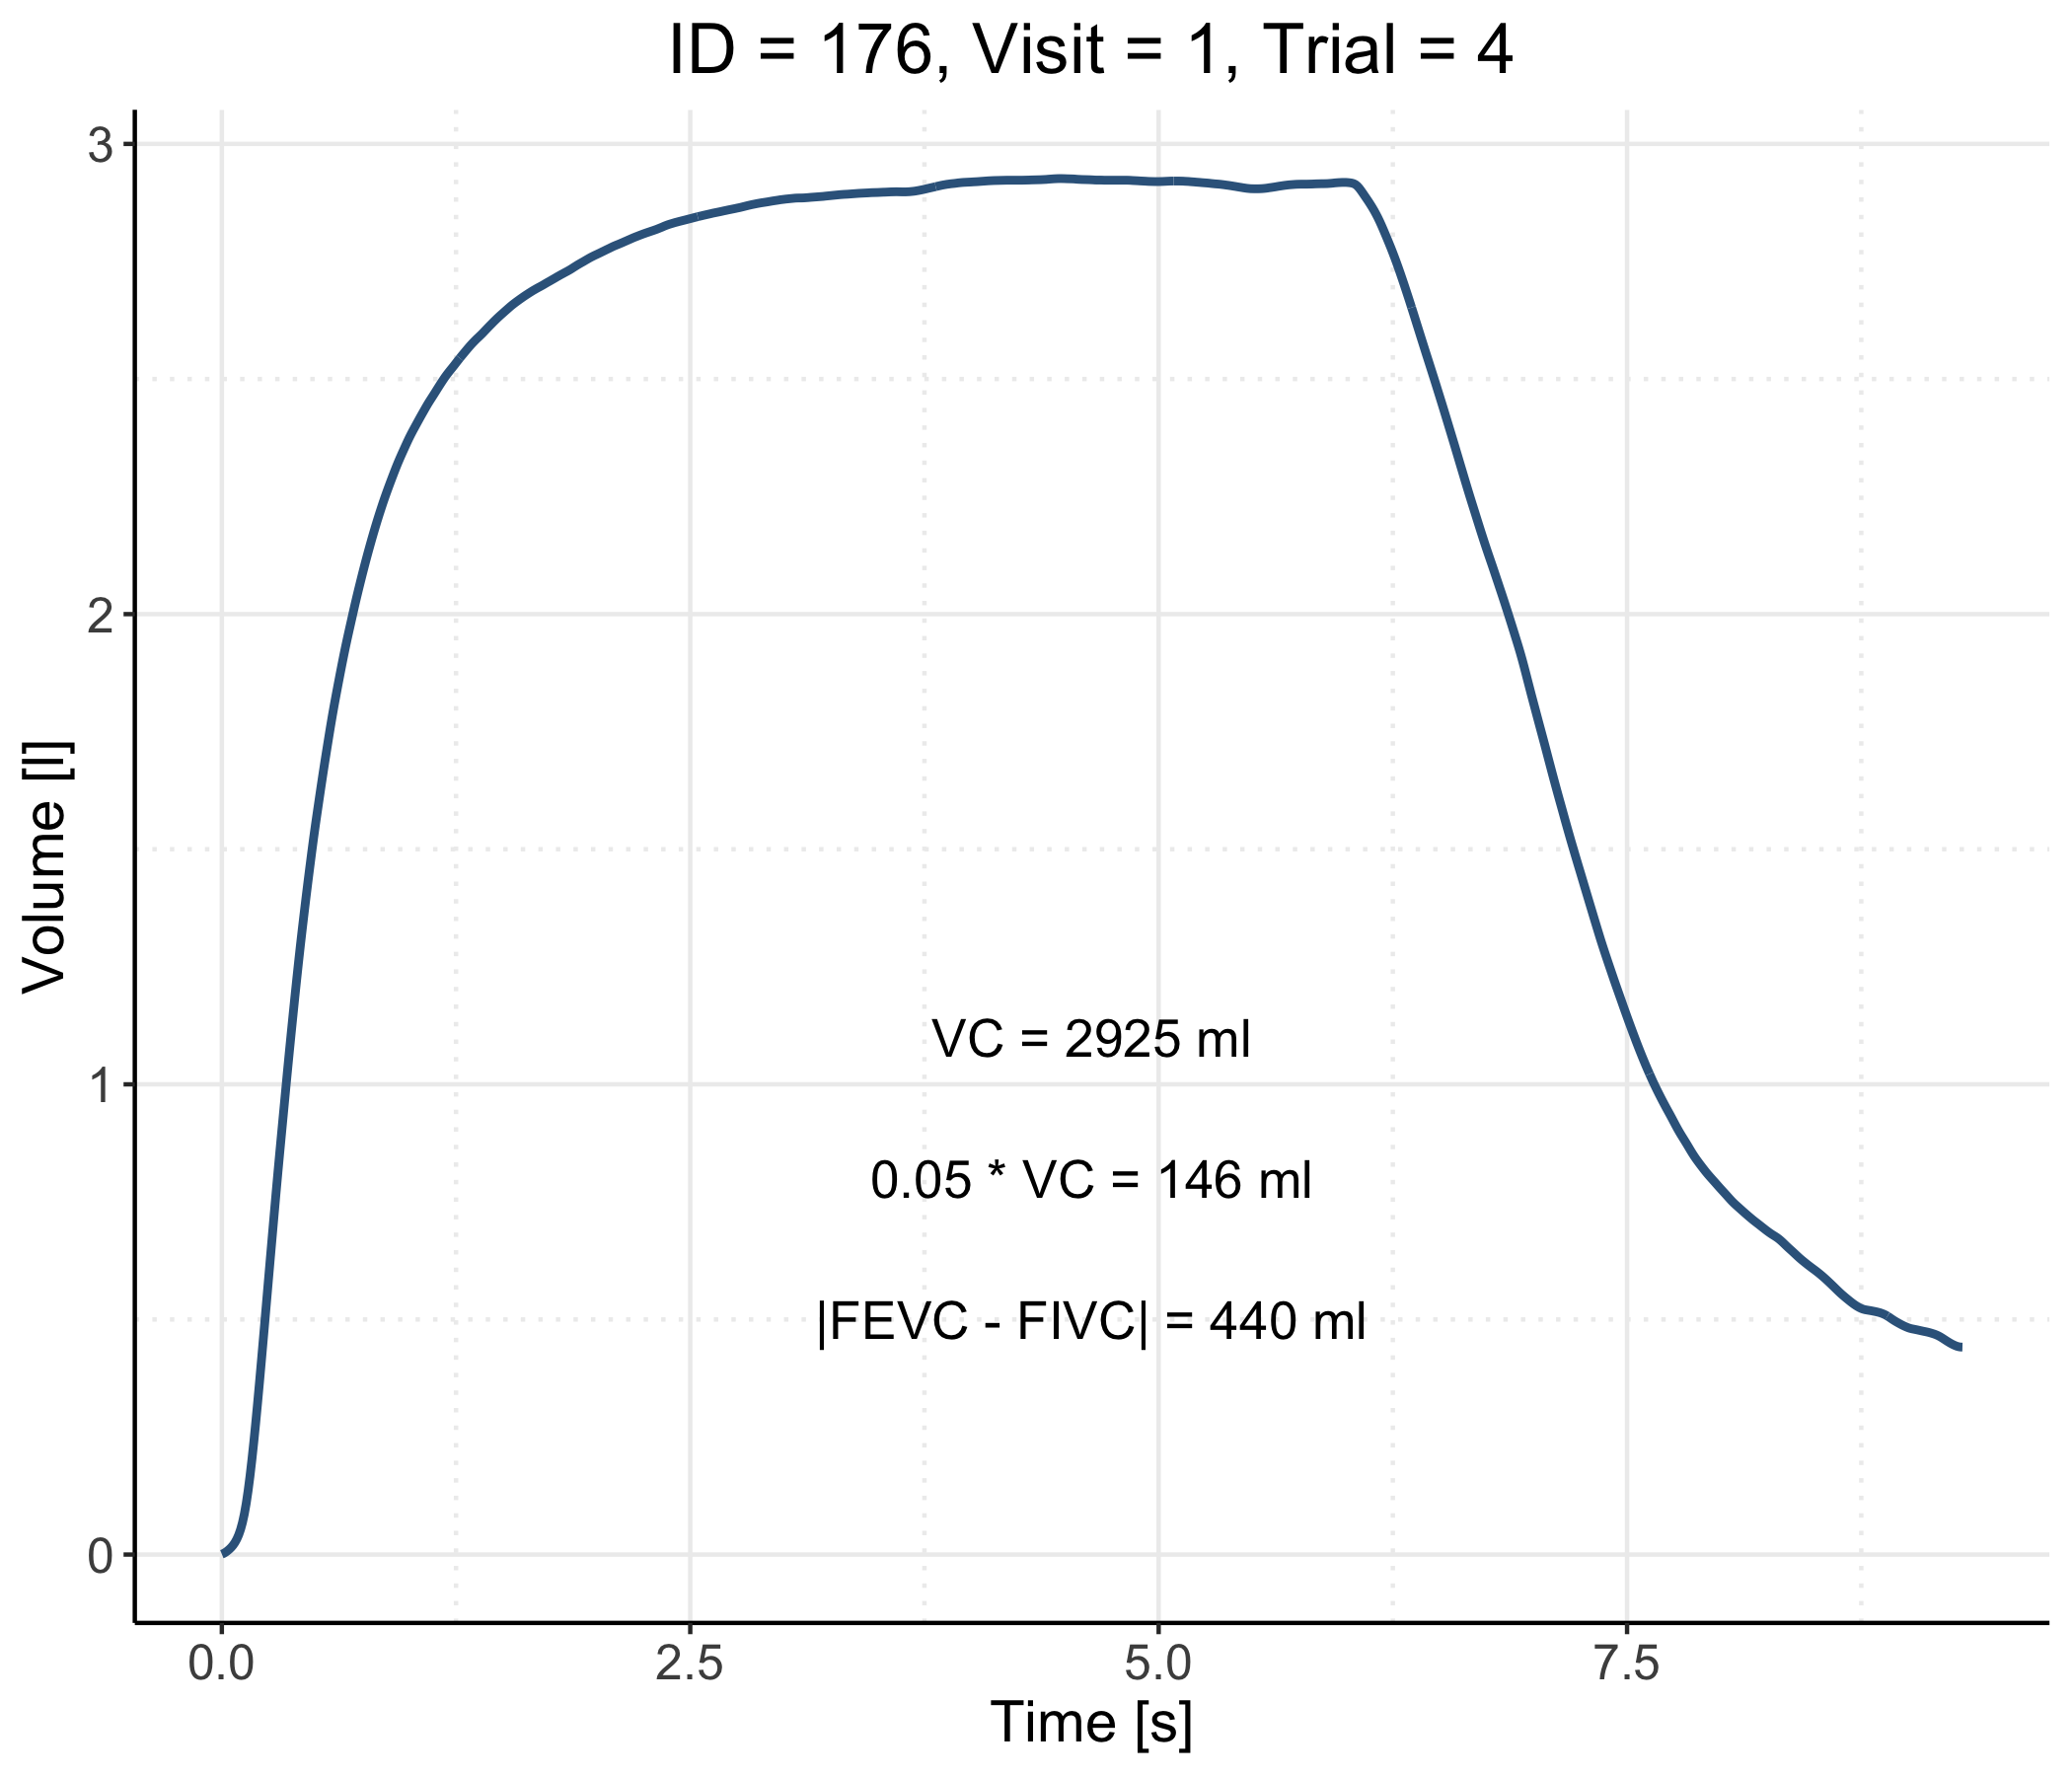 ID = 176, Visit = 1, Trial = 4
3
2
1
0
Volume [l]
VC = 2925 ml
0.05 * VC = 146 ml
|FEVC - FIVC| = 440 ml
0.0 2.5 5.0 7.5
Time [s]